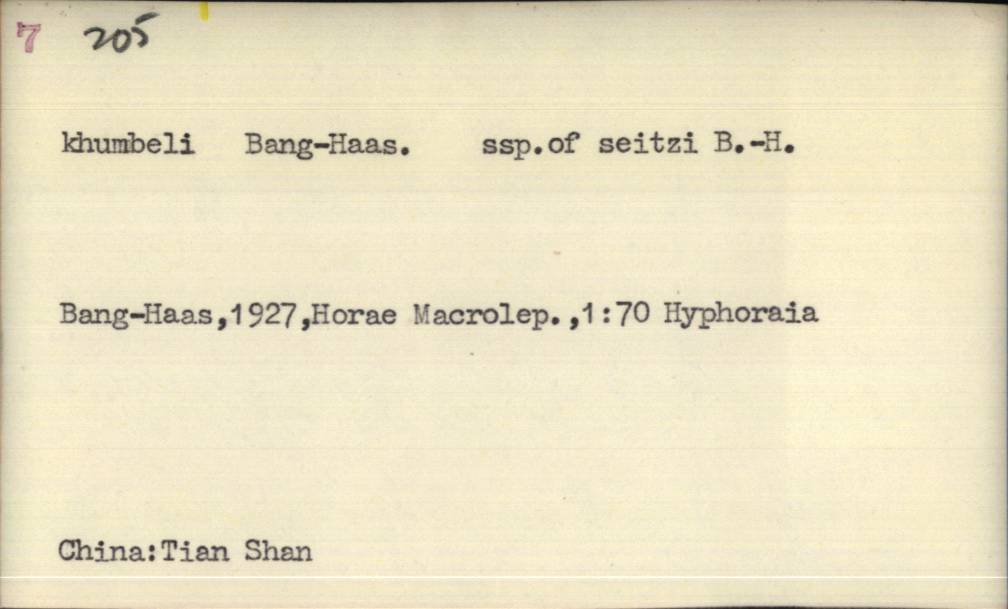 7 205
khumbeli Bang-Haas. ssp.of seitzi B.-H.
Bang-Haas,1927,Horae Macrolep.,1:70 Hyphoraia
China:Tian Shan